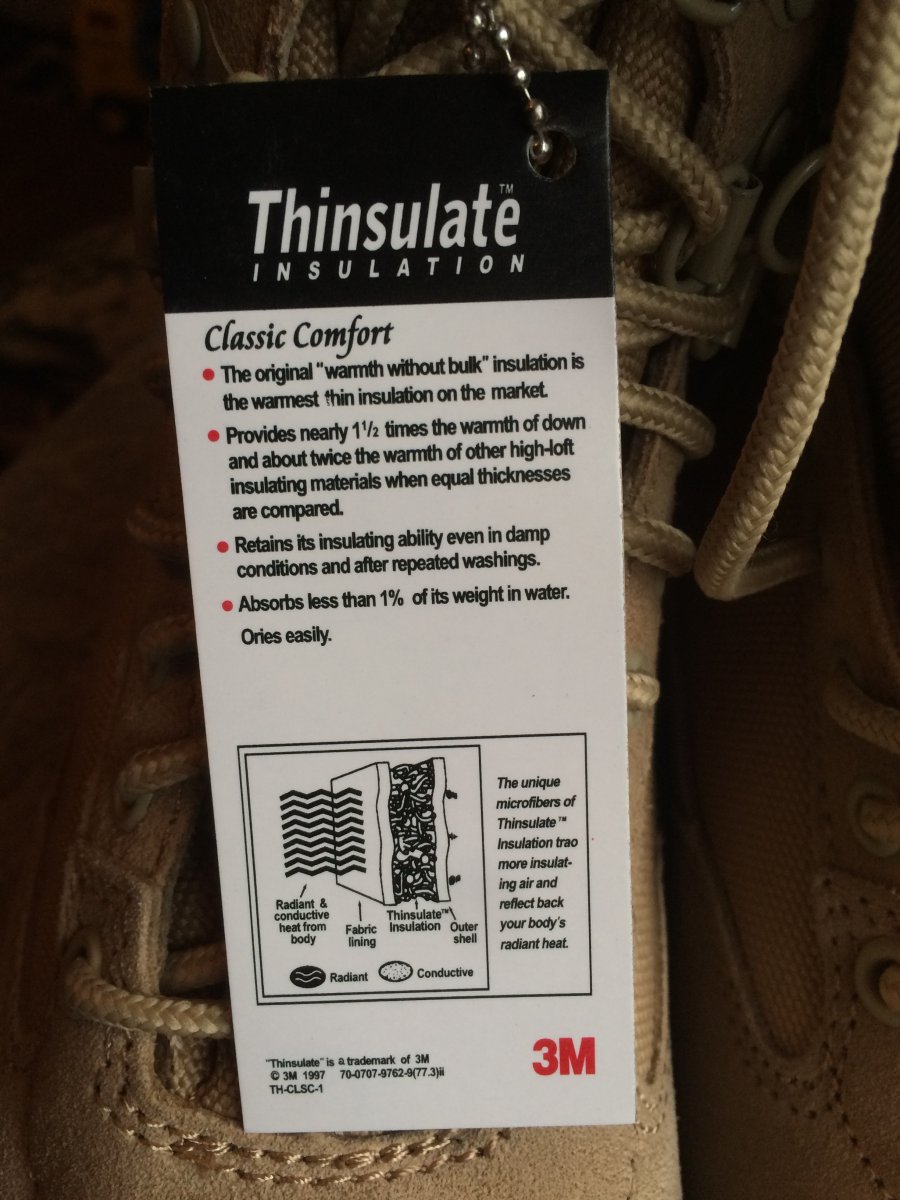 Thinsulate™
INSULATION
Classic Comfort
• The original "warmth without bulk" insulation is
the warmest thin insulation on the market.
• Provides nearly 1 1/2 times the warmth of down
and about twice the warmth of other high-loft
insulating materials when equal thicknesses
are compared.
• Retains its insulating ability even in damp
conditions and after repeated washings.
• Absorbs less than 1% of its weight in water.
Ories easily.
Radiant &
conductive
heat from
body
Fabric
lining
Thinsulate™
Insulation
Outer
shell
Radiant
Conductive
The unique
microfibers of
Thinsulate™
Insulation trao
more insulat-
ing air and
reflect back
your body's
radiant heat.
"Thinsulate" is a trademark of 3M
© 3M 1997 70-0707-9762-9(77.3)ii
TH-CLSC-1
3M